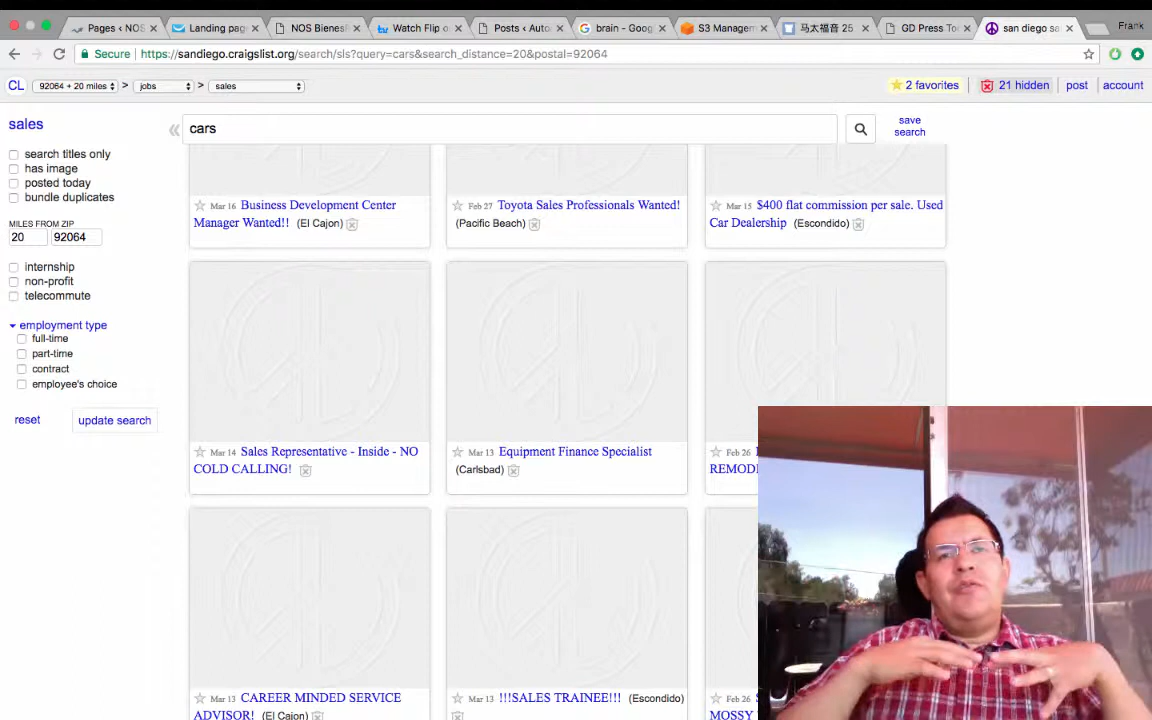 Pages ‹ NOS
Landing page
NOS Bienes
Watch Flip o
Posts ‹ Auto
brain - Goog
S3 Managem
马太福音 25
GD Press To
san diego sa
Frank
Secure
https://sandiego.craigslist.org/search/sls?query=cars&search_distance=20&postal=92064
CL
92064 + 20 miles
>
jobs
>
sales
2 favorites
21 hidden
post
account
sales
cars
save
search
search titles only
has image
posted today
bundle duplicates
MILES FROM ZIP
20
92064
internship
non-profit
telecommute
employment type
full-time
part-time
contract
employee's choice
reset
update search
Mar 16 Business Development Center
Manager Wanted!! (El Cajon)
Feb 27 Toyota Sales Professionals Wanted!
(Pacific Beach)
Mar 15 $400 flat commission per sale. Used
Car Dealership (Escondido)
Mar 14 Sales Representative - Inside - NO
COLD CALLING!
Mar 13 Equipment Finance Specialist
(Carlsbad)
Feb 26
REMOD
Mar 13 CAREER MINDED SERVICE
ADVISOR! (El Cajon)
Mar 13 !!!SALES TRAINEE!!! (Escondido)
Feb 26
MOSSY